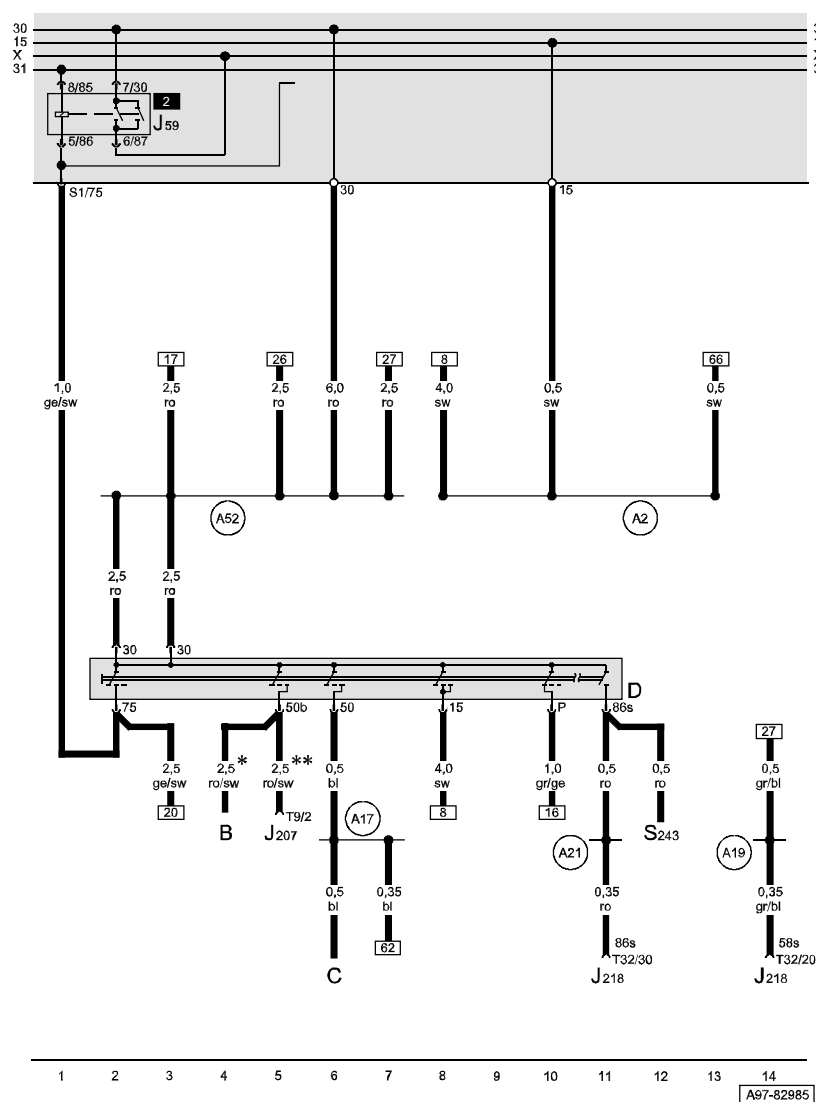 30
15
X
X
31
8/85
7/30
2
J59
5/86
6/87
S1/75
30
15
17
26
27
8
66
1,0
ge/sw
2,5
ro
2,5
ro
6,0
ro
2,5
ro
4,0
sw
0,5
sw
0,5
sw
A52
A2
2,5
ro
2,5
ro
30
30
D
75
50b
50
15
P
86s
27
2,5
ge/sw
2,5
ro/sw
*
2,5
ro/sw
**
0,5
bl
4,0
sw
1,0
gr/ge
0,5
ro
0,5
ro
0,5
gr/bl
20
B
T9/2
J207
A17
8
16
A21
S243
A19
0,5
bl
0,35
bl
0,35
ro
0,35
gr/bl
62
C
86s
T32/30
J218
58s
T32/20
J218
1 2 3 4 5 6 7 8 9 10 11 12 13 14
A97-82985